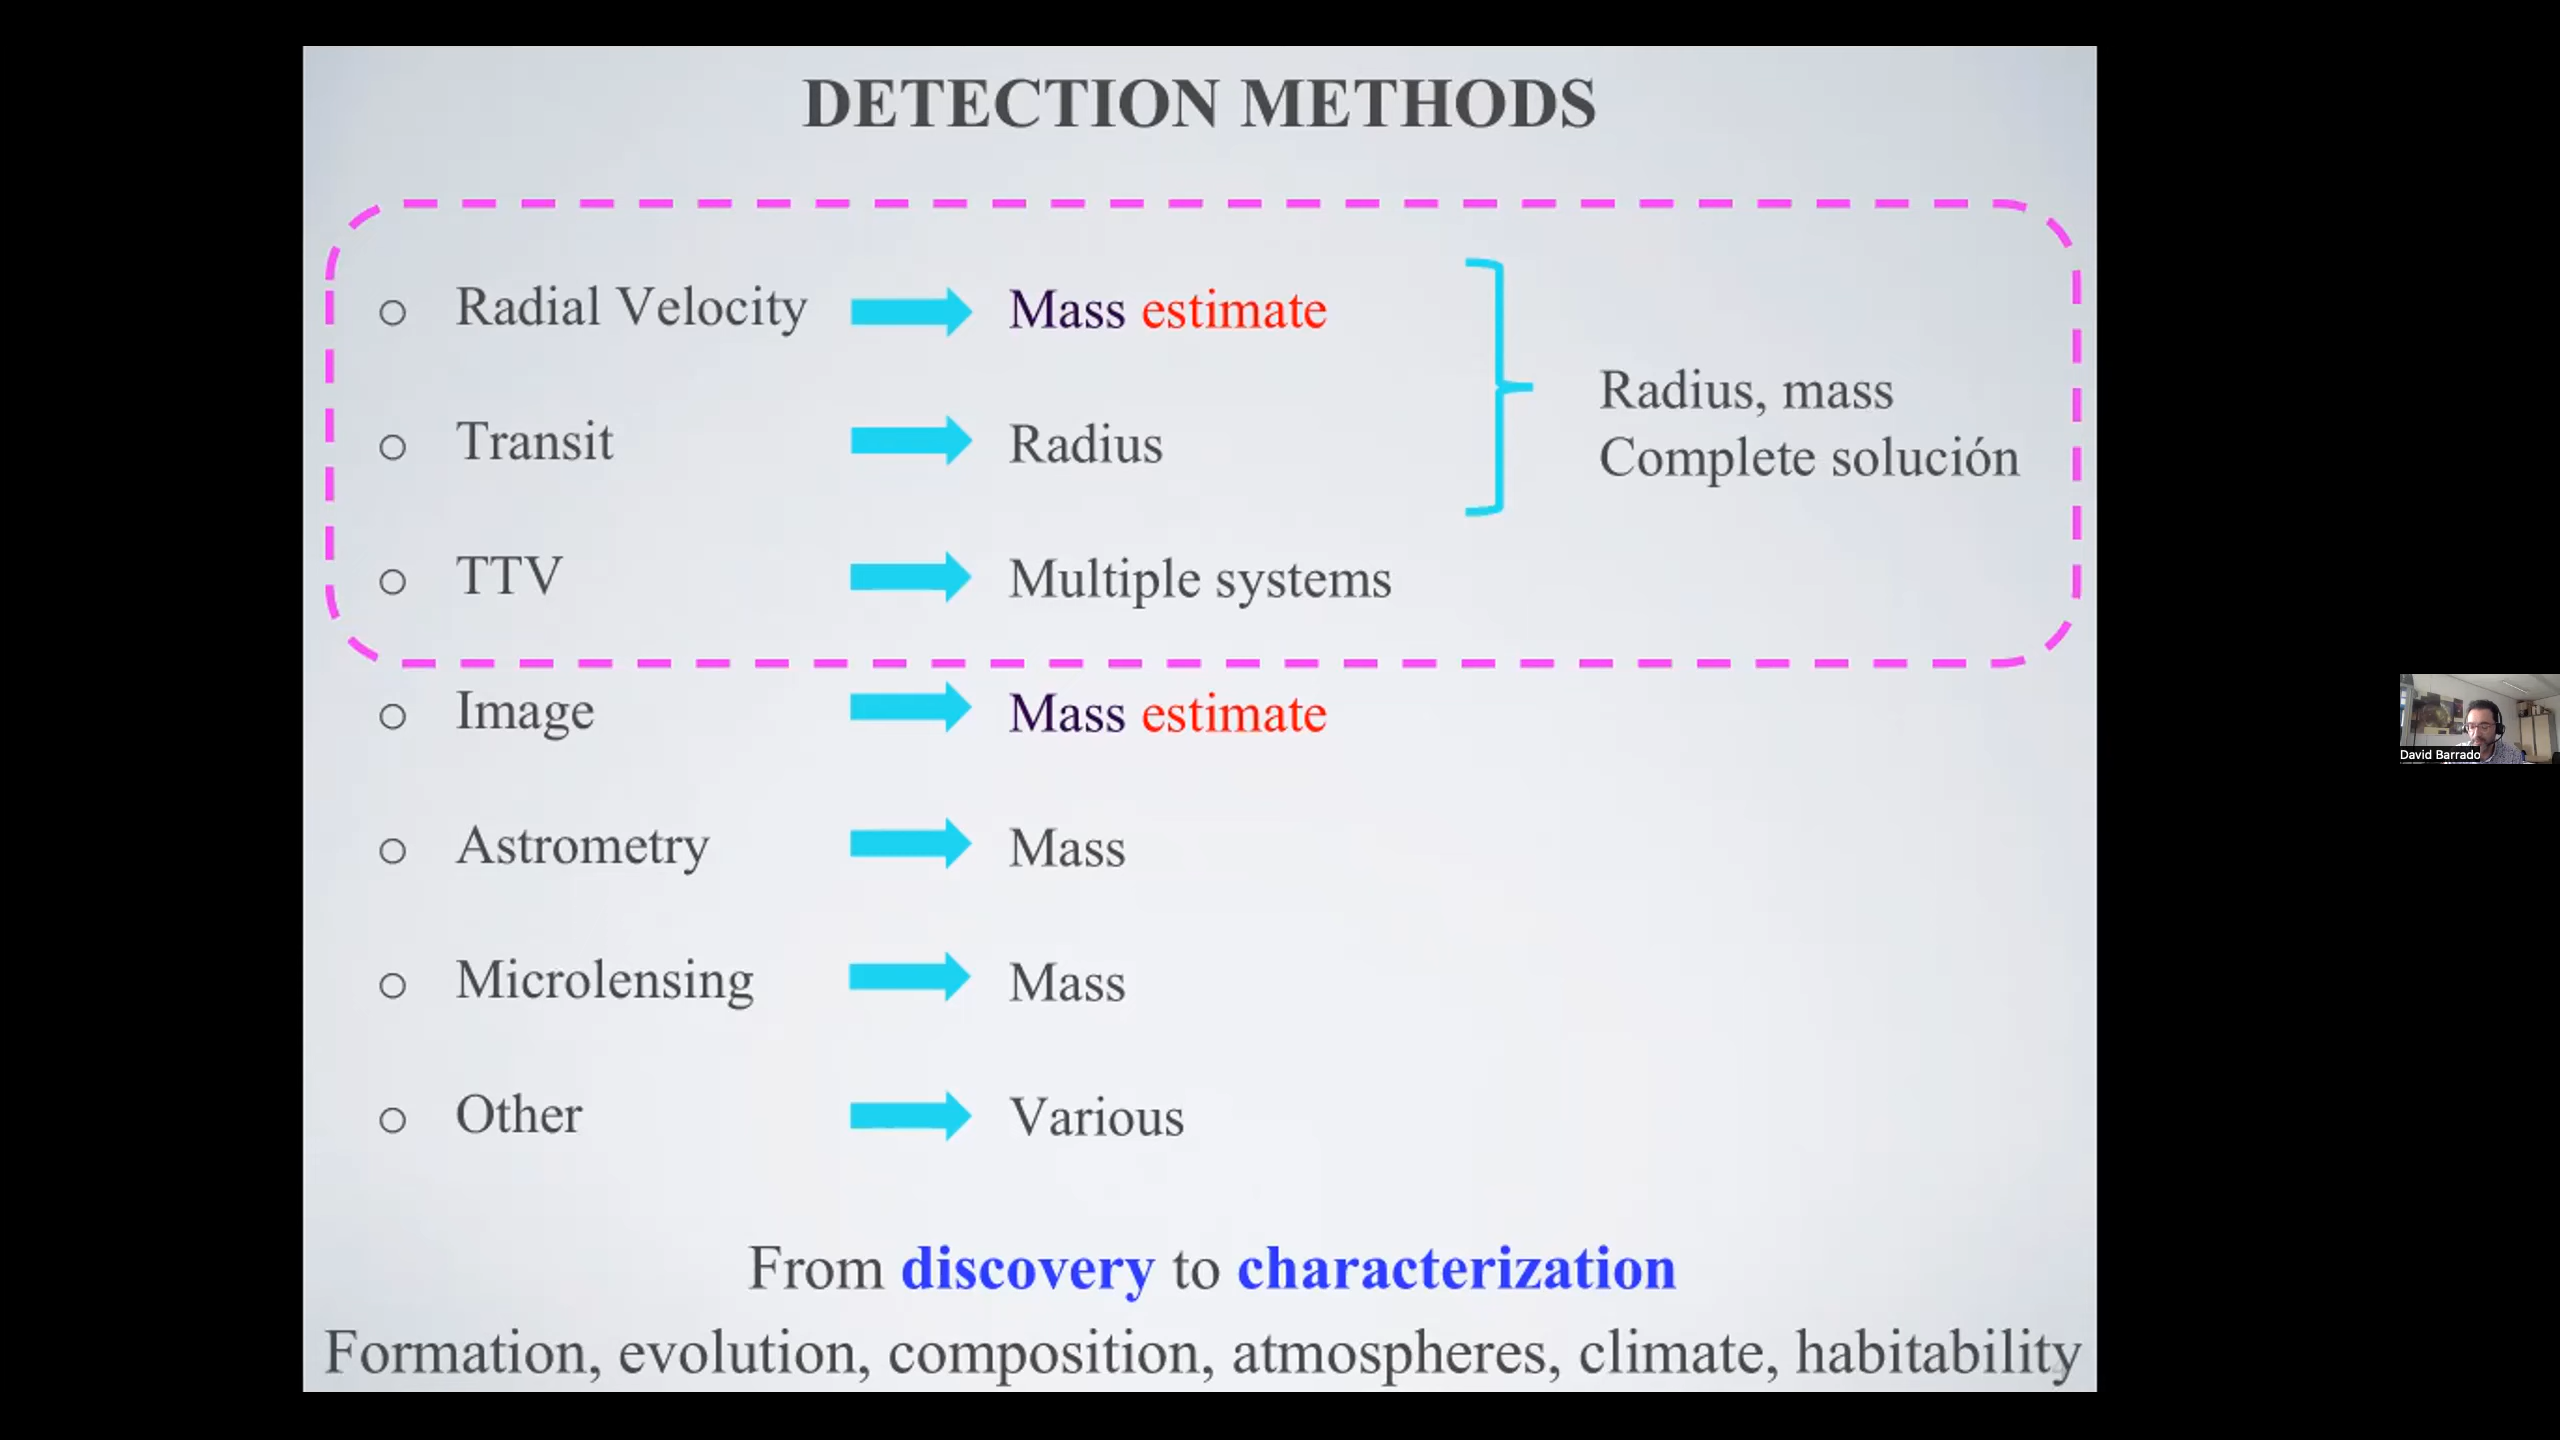 DETECTION METHODS
Radial Velocity
Mass estimate
Transit
Radius
Radius, mass
Complete solución
TTV
Multiple systems
Image
Mass estimate
Astrometry
Mass
Microlensing
Mass
Other
Various
From discovery to characterization
Formation, evolution, composition, atmospheres, climate, habitability
David Barrado